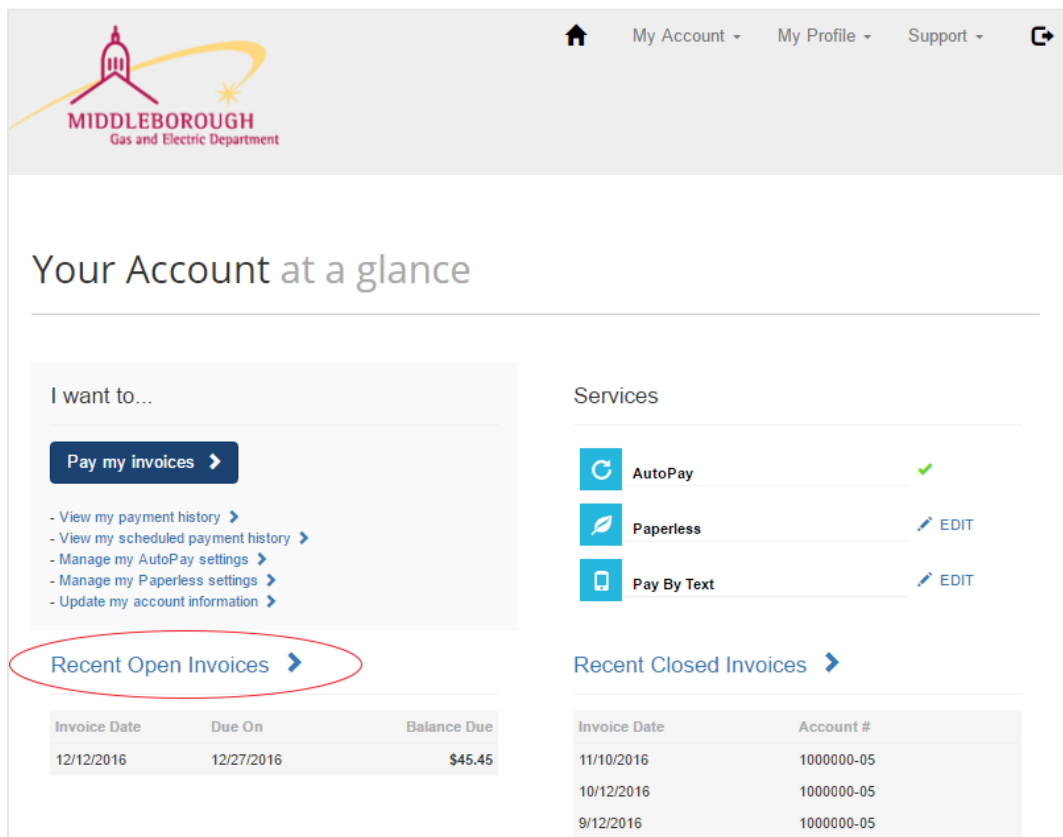 My Account
My Profile
Support
MIDDLEBOROUGH
Gas and Electric Department
Your Account at a glance
I want to...
Pay my invoices
- View my payment history
- View my scheduled payment history
- Manage my AutoPay settings
- Manage my Paperless settings
- Update my account information
Services
AutoPay
Paperless EDIT
Pay By Text EDIT
Recent Open Invoices
Invoice Date Due On Balance Due
12/12/2016 12/27/2016 $45.45
Recent Closed Invoices
Invoice Date Account #
11/10/2016 1000000-05
10/12/2016 1000000-05
9/12/2016 1000000-05